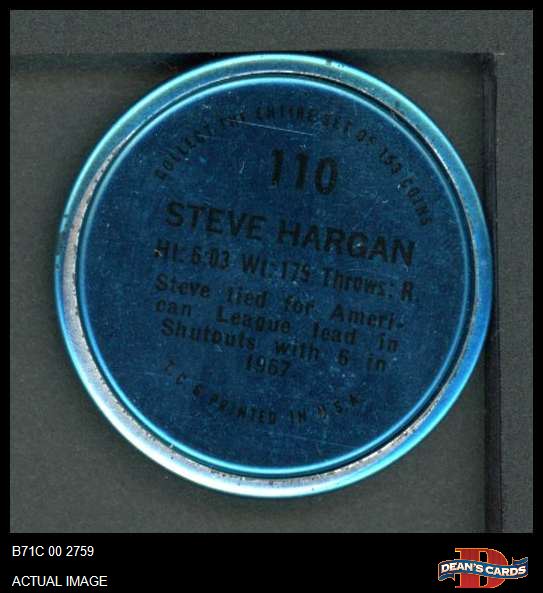 COLLECT THE ENTIRE SET OF 153 COINS
110
STEVE HARGAN
Ht: 6:03 Wt: 175 Throws: R.
Steve tied for Ameri-
can League lead in
Shutouts with 6 in
1967
T. C. G. PRINTED IN U.S.A.
B71C 00 2759
ACTUAL IMAGE
D
DEAN'S CARDS